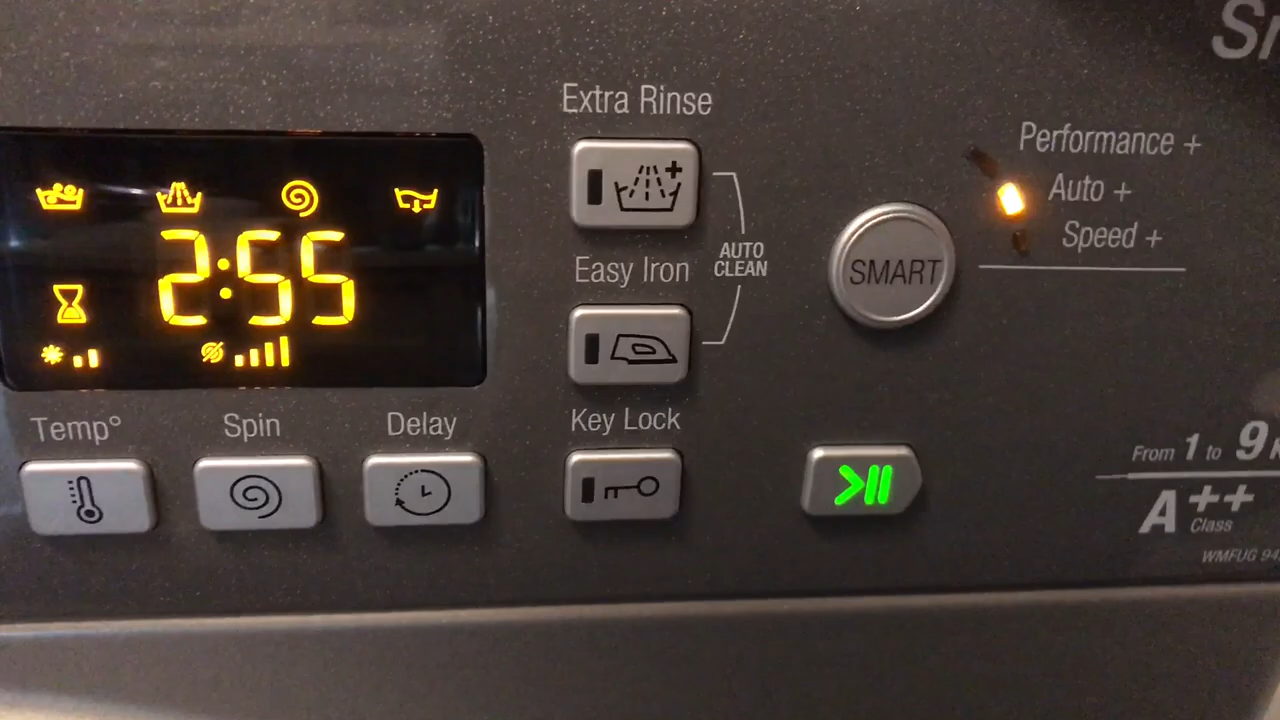 Extra Rinse
Performance +
Auto +
Speed +
2:55
AUTO
CLEAN
SMART
Easy Iron
Temp°
Spin
Delay
Key Lock
From 1 to 9
A++
Class
WMFUG